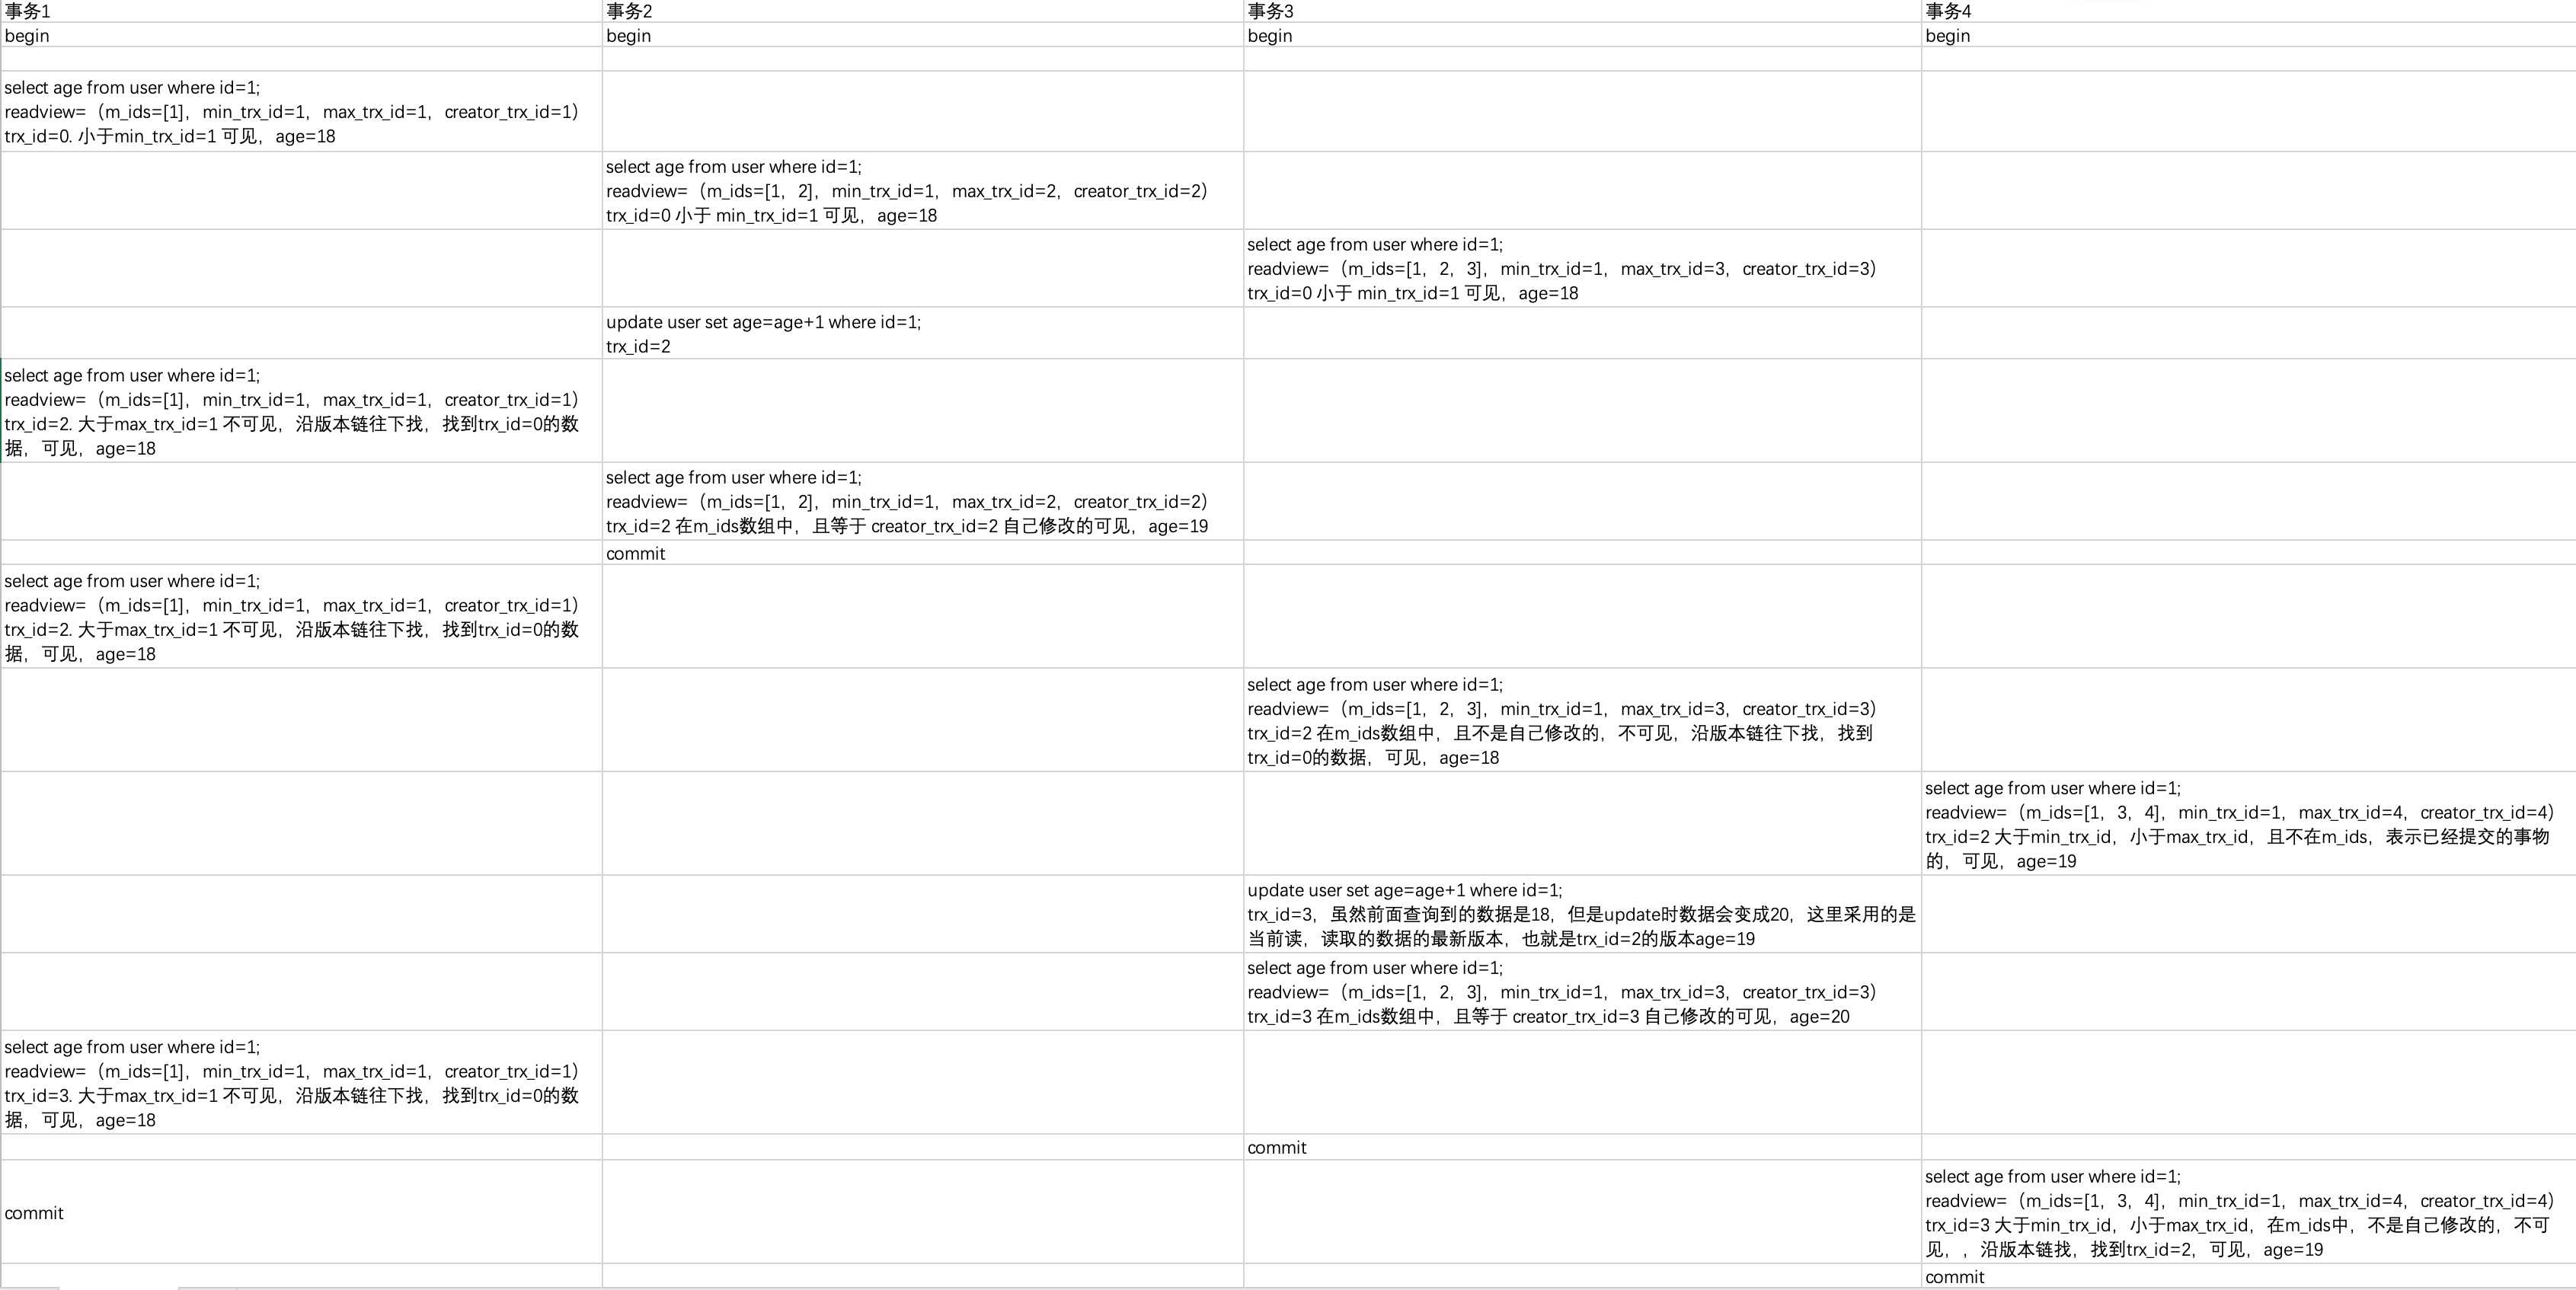 事务1
事务2
事务3
事务4
begin
begin
begin
begin
select age from user where id=1;
readview=（m_ids=[1]，min_trx_id=1，max_trx_id=1，creator_trx_id=1）
trx_id=0. 小于min_trx_id=1 可见，age=18
select age from user where id=1;
readview=（m_ids=[1，2]，min_trx_id=1，max_trx_id=2，creator_trx_id=2）
trx_id=0 小于 min_trx_id=1 可见，age=18
select age from user where id=1;
readview=（m_ids=[1，2，3]，min_trx_id=1，max_trx_id=3，creator_trx_id=3）
trx_id=0 小于 min_trx_id=1 可见，age=18
update user set age=age+1 where id=1;
trx_id=2
select age from user where id=1;
readview=（m_ids=[1]，min_trx_id=1，max_trx_id=1，creator_trx_id=1）
trx_id=2. 大于max_trx_id=1 不可见，沿版本链往下找，找到trx_id=0的数
据，可见，age=18
select age from user where id=1;
readview=（m_ids=[1，2]，min_trx_id=1，max_trx_id=2，creator_trx_id=2）
trx_id=2 在m_ids数组中，且等于 creator_trx_id=2 自己修改的可见，age=19
commit
select age from user where id=1;
readview=（m_ids=[1]，min_trx_id=1，max_trx_id=1，creator_trx_id=1）
trx_id=2. 大于max_trx_id=1 不可见，沿版本链往下找，找到trx_id=0的数
据，可见，age=18
select age from user where id=1;
readview=（m_ids=[1，2，3]，min_trx_id=1，max_trx_id=3，creator_trx_id=3）
trx_id=2 在m_ids数组中，且不是自己修改的，不可见，沿版本链往下找，找到
trx_id=0的数据，可见，age=18
select age from user where id=1;
readview=（m_ids=[1，3，4]，min_trx_id=1，max_trx_id=4，creator_trx_id=4）
trx_id=2 大于min_trx_id，小于max_trx_id，且不在m_ids，表示已经提交的事物
的，可见，age=19
update user set age=age+1 where id=1;
trx_id=3，虽然前面查询到的数据是18，但是update时数据会变成20，这里采用的是
当前读，读取的数据的最新版本，也就是trx_id=2的版本age=19
select age from user where id=1;
readview=（m_ids=[1，2，3]，min_trx_id=1，max_trx_id=3，creator_trx_id=3）
trx_id=3 在m_ids数组中，且等于 creator_trx_id=3 自己修改的可见，age=20
select age from user where id=1;
readview=（m_ids=[1]，min_trx_id=1，max_trx_id=1，creator_trx_id=1）
trx_id=3. 大于max_trx_id=1 不可见，沿版本链往下找，找到trx_id=0的数
据，可见，age=18
commit
commit
select age from user where id=1;
readview=（m_ids=[1，3，4]，min_trx_id=1，max_trx_id=4，creator_trx_id=4）
trx_id=3 大于min_trx_id，小于max_trx_id，在m_ids中，不是自己修改的，不可
见，，沿版本链找，找到trx_id=2，可见，age=19
commit